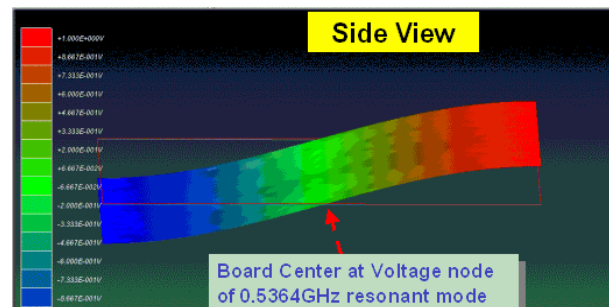 Side View
+1.000E+000V
+8.667E-001V
+7.333E-001V
+6.000E-001V
+4.667E-001V
+3.333E-001V
+2.000E-001V
+6.667E-002V
-6.667E-002V
-2.000E-001V
-3.333E-001V
-4.667E-001V
-6.000E-001V
-7.333E-001V
-8.667E-001V
Board Center at Voltage node
of 0.5364GHz resonant mode